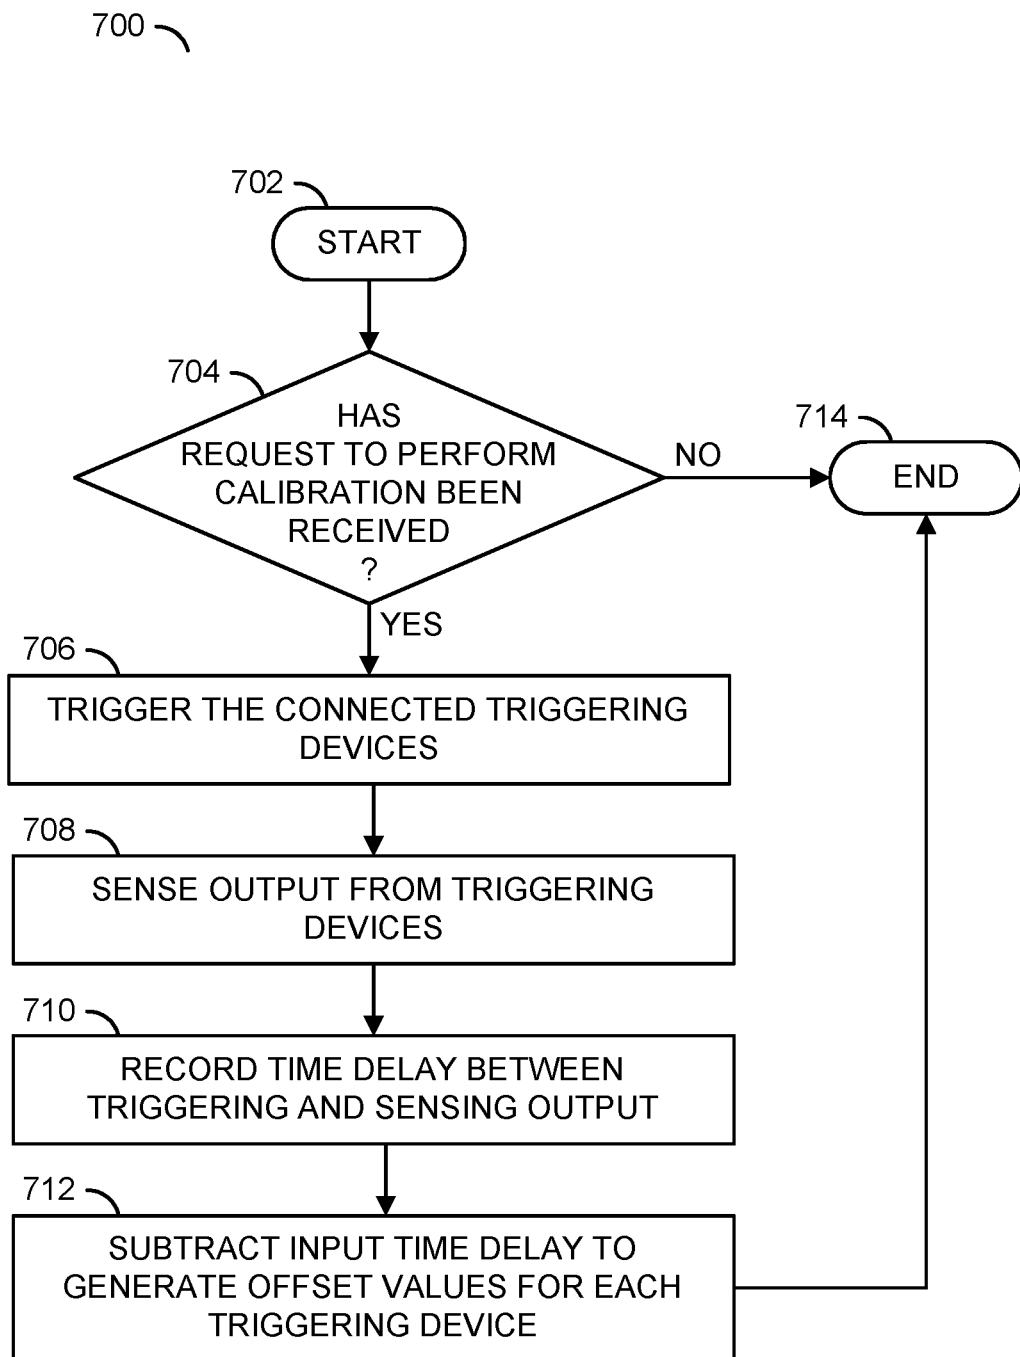 700
702
START
704
HAS
REQUEST TO PERFORM
CALIBRATION BEEN
RECEIVED
?
NO
714
END
YES
706
TRIGGER THE CONNECTED TRIGGERING
DEVICES
708
SENSE OUTPUT FROM TRIGGERING
DEVICES
710
RECORD TIME DELAY BETWEEN
TRIGGERING AND SENSING OUTPUT
712
SUBTRACT INPUT TIME DELAY TO
GENERATE OFFSET VALUES FOR EACH
TRIGGERING DEVICE